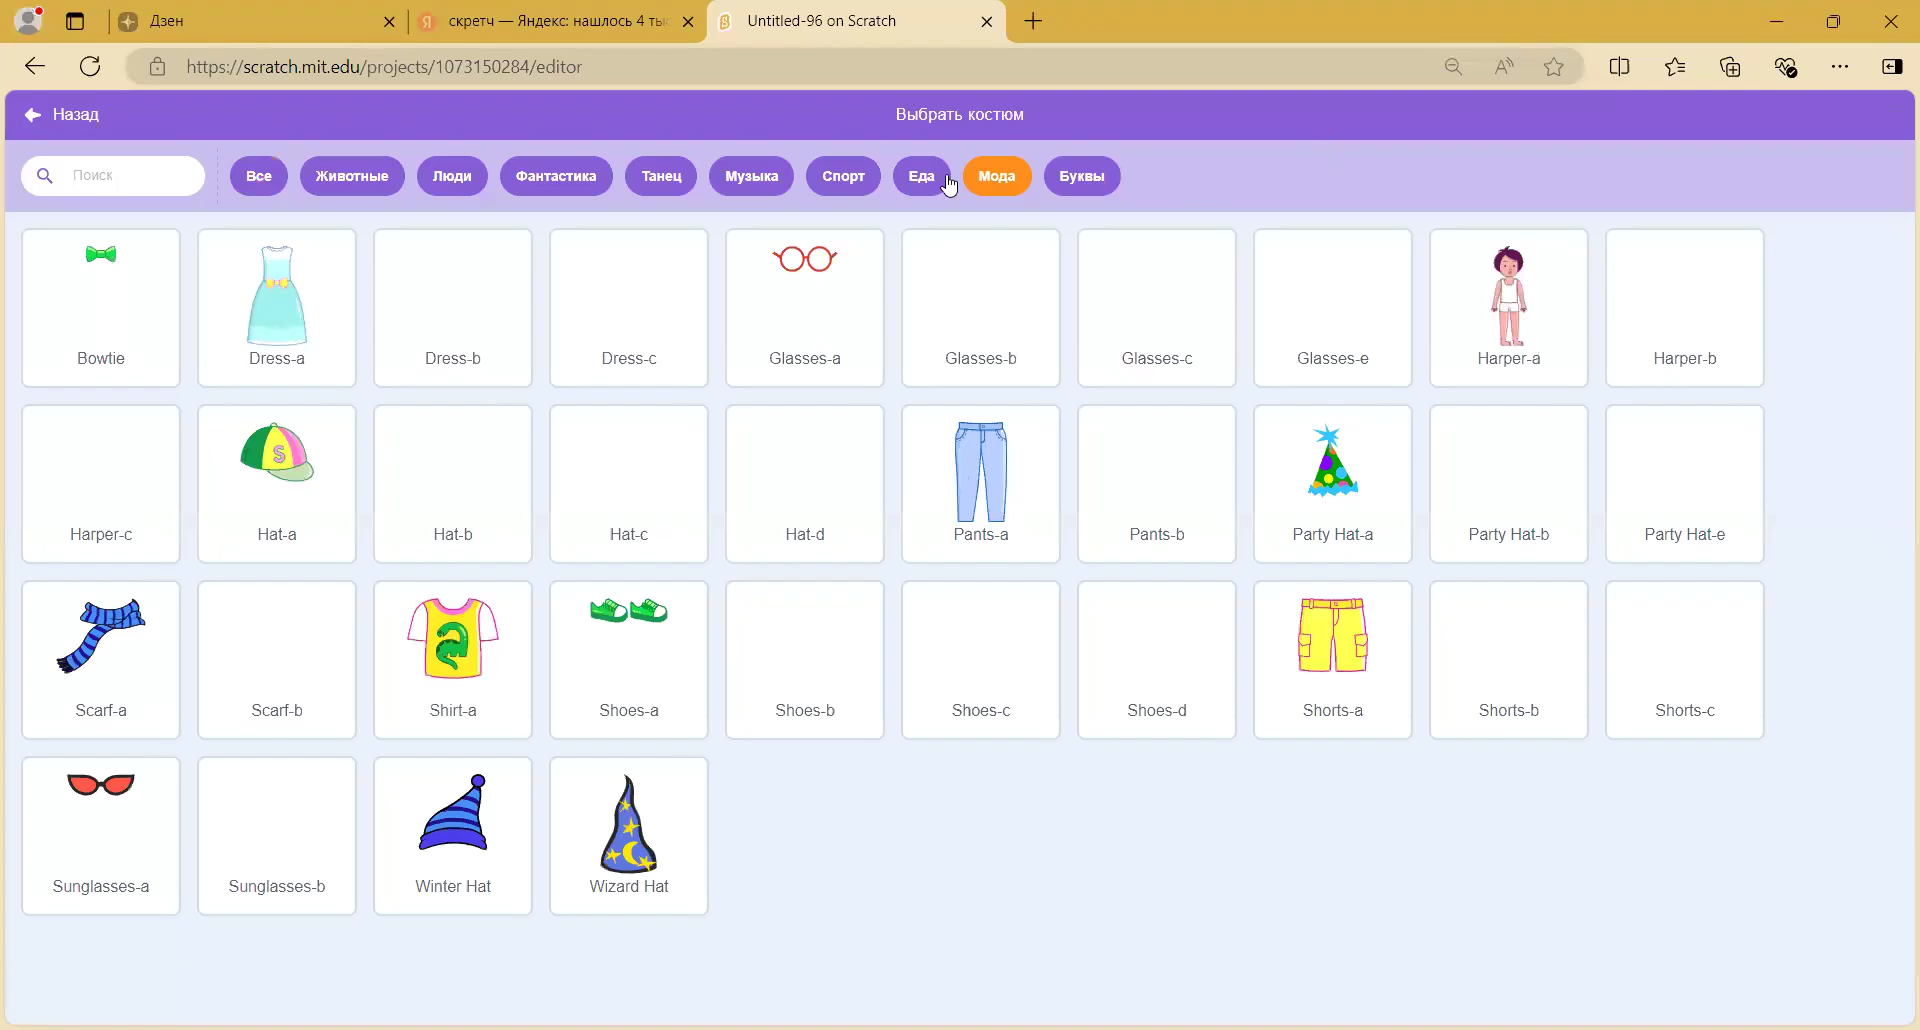 Дзен
скретч — Яндекс: нашлось 4 ты
Untitled-96 on Scratch
https://scratch.mit.edu/projects/1073150284/editor
Назад
Выбрать костюм
Поиск
Все
Животные
Люди
Фантастика
Танец
Музыка
Спорт
Еда
Мода
Буквы
Bowtie
Dress-a
Dress-b
Dress-c
Glasses-a
Glasses-b
Glasses-c
Glasses-e
Harper-a
Harper-b
Harper-c
Hat-a
Hat-b
Hat-c
Hat-d
Pants-a
Pants-b
Party Hat-a
Party Hat-b
Party Hat-e
Scarf-a
Scarf-b
Shirt-a
Shoes-a
Shoes-b
Shoes-c
Shoes-d
Shorts-a
Shorts-b
Shorts-c
Sunglasses-a
Sunglasses-b
Winter Hat
Wizard Hat